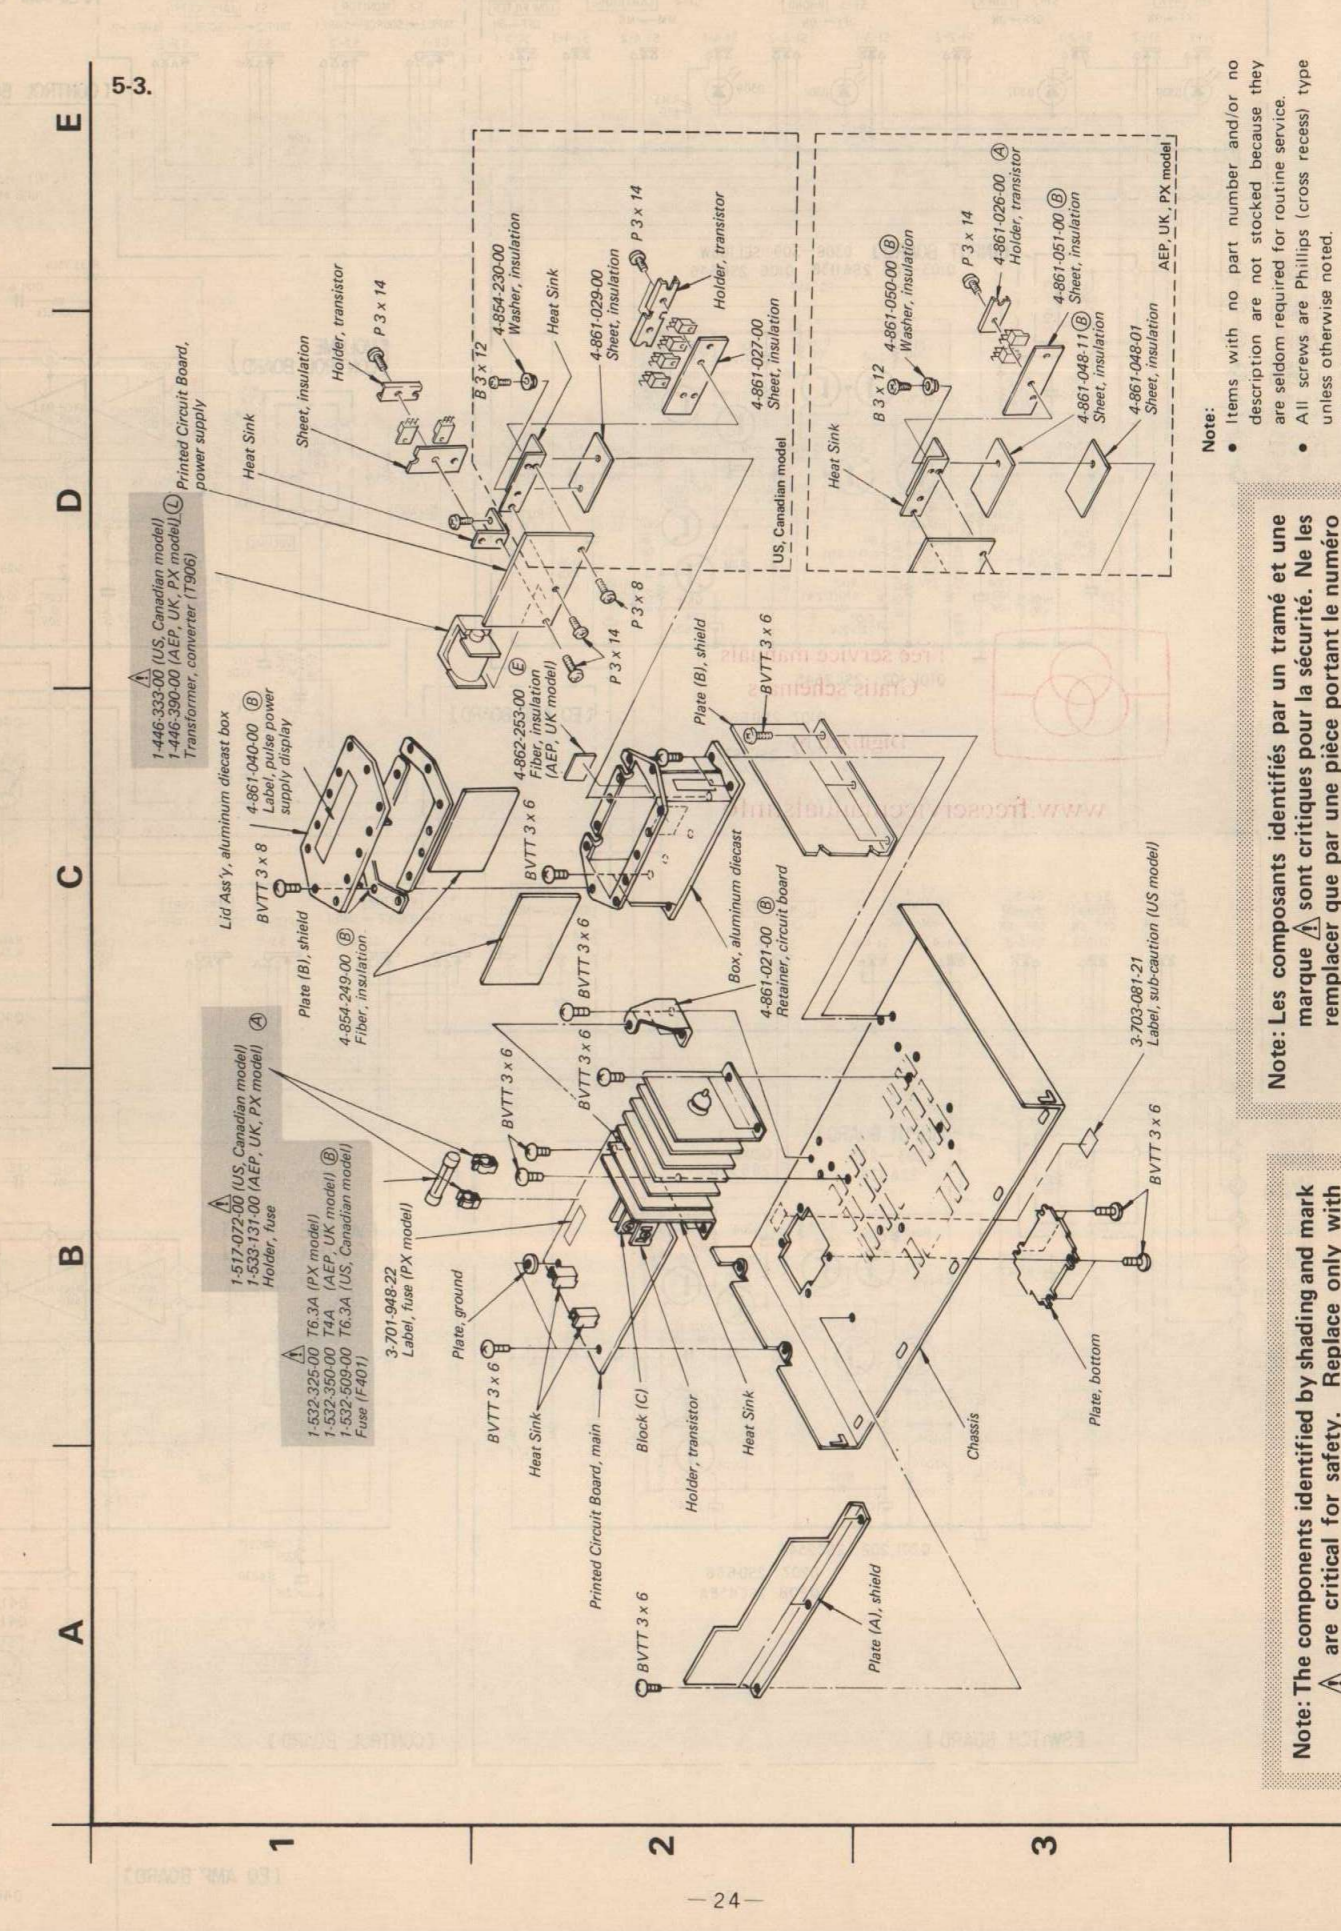 5-3.
A
B
C
D
E
1
2
3
⚠
1-446-333-00 (US, Canadian model)
1-446-390-00 (AEP, UK, PX model) Ⓛ
Transformer, converter (T906)
Printed Circuit Board,
power supply
Heat Sink
Sheet, insulation
Holder, transistor
P 3 x 14
Lid Ass'y, aluminum diecast box
4-861-040-00 Ⓑ
Label, pulse power
supply display
BVTT 3 x 8
Plate (B), shield
4-854-249-00 Ⓑ
Fiber, insulation
⚠
1-517-072-00 (US, Canadian model)
1-533-131-00 (AEP, UK, PX model) Ⓐ
Holder, fuse
⚠
1-532-325-00 T6.3A (PX model)
1-532-350-00 T4A (AEP, UK model) Ⓑ
1-532-509-00 T6.3A (US, Canadian model)
Fuse (F401)
3-701-948-22
Label, fuse (PX model)
Plate, ground
BVTT 3 x 6
Heat Sink
Printed Circuit Board, main
Block (C)
Holder, transistor
Heat Sink
BVTT 3 x 6
BVTT 3 x 6
BVTT 3 x 6
BVTT 3 x 6
4-862-253-00 Ⓔ
Fiber, insulation
(AEP, UK model)
P 3 x 14
P 3 x 8
B 3 x 12
4-854-230-00
Washer, insulation
Heat Sink
4-861-029-00
Sheet, insulation
P 3 x 14
Holder, transistor
4-861-027-00
Sheet, insulation
US, Canadian model
Box, aluminum diecast
4-861-021-00 Ⓑ
Retainer, circuit board
Plate (B), shield
BVTT 3 x 6
Heat Sink
B 3 x 12
4-861-050-00 Ⓑ
Washer, insulation
P 3 x 14
4-861-026-00 Ⓐ
Holder, transistor
4-861-051-00 Ⓑ
Sheet, insulation
4-861-048-11 Ⓑ
Sheet, insulation
4-861-048-01
Sheet, insulation
AEP, UK, PX model
BVTT 3 x 6
Plate (A), shield
Chassis
Plate, bottom
BVTT 3 x 6
3-703-081-21
Label, sub-caution (US model)
Note:
• Items with no part number and/or no
description are not stocked because they
are seldom required for routine service.
• All screws are Phillips (cross recess) type
unless otherwise noted.
Note: The components identified by shading and mark
⚠ are critical for safety. Replace only with
Note: Les composants identifiés par un tramé et une
marque ⚠ sont critiques pour la sécurité. Ne les
remplacer que par une pièce portant le numéro
— 24 —